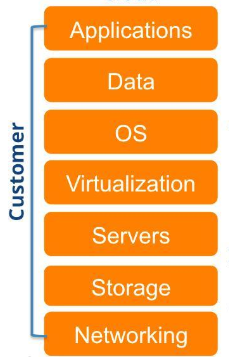 Customer
Applications
Data
OS
Virtualization
Servers
Storage
Networking